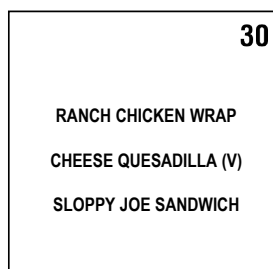 30
RANCH CHICKEN WRAP
CHEESE QUESADILLA (V)
SLOPPY JOE SANDWICH